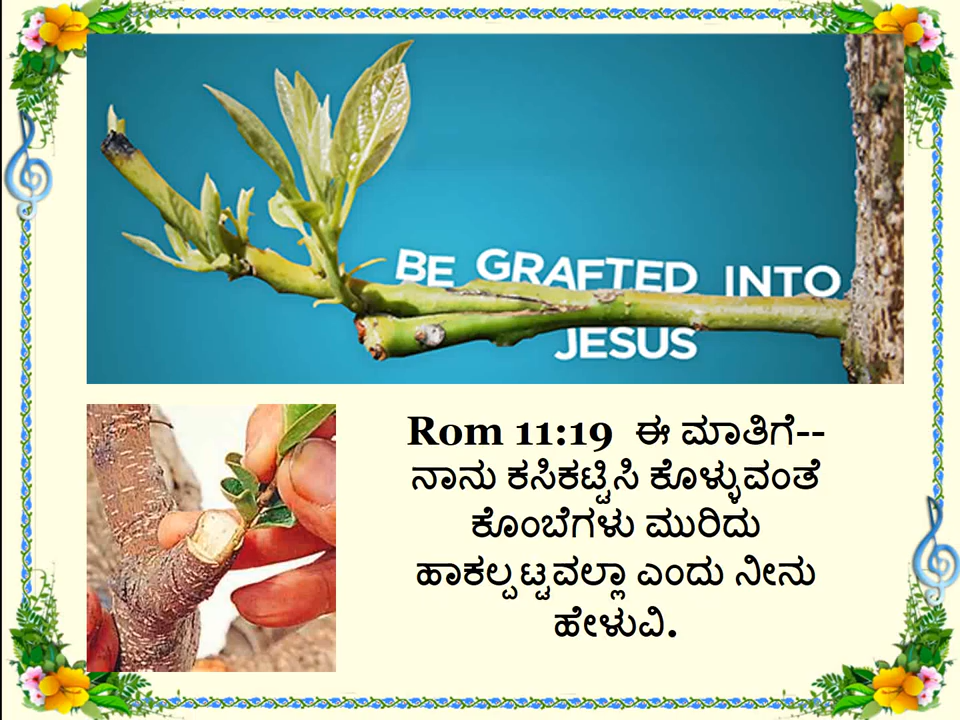 BE GRAFTED INTO
JESUS
Rom 11:19 ಈ ಮಾತಿಗೆ--
ನಾನು ಕಸಿಕಟ್ಟಿಸಿ ಕೊಳ್ಳುವಂತೆ
ಕೊಂಬೆಗಳು ಮುರಿದು
ಹಾಕಲ್ಪಟ್ಟವಲ್ಲಾ ಎಂದು ನೀನು
ಹೇಳುವಿ.